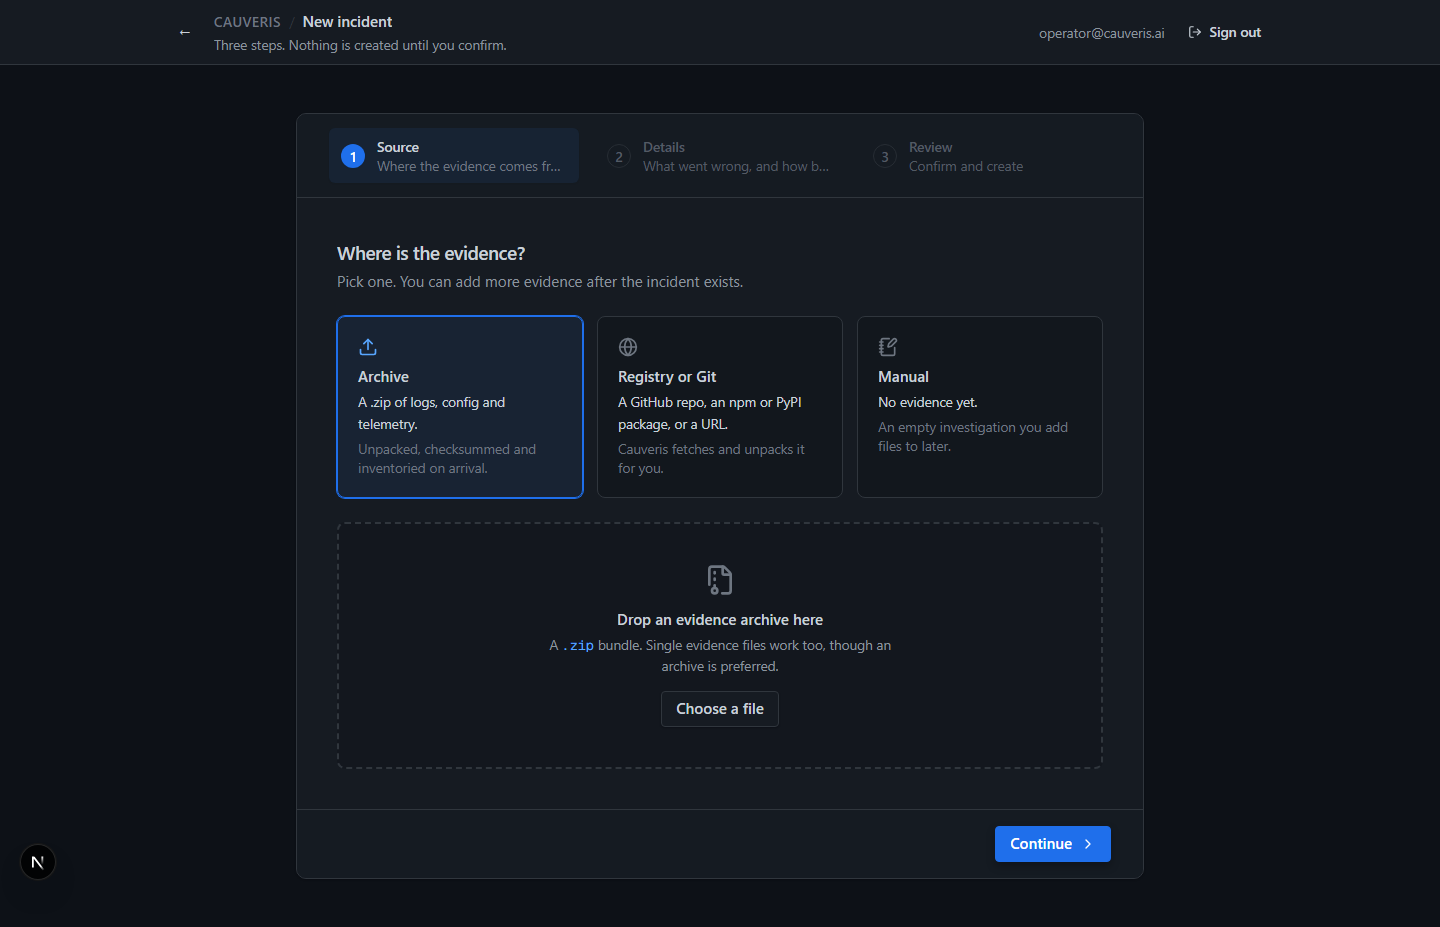 ←
CAUVERIS / New incident
Three steps. Nothing is created until you confirm.
operator@cauveris.ai
Sign out
1
Source
Where the evidence comes fr...
2
Details
What went wrong, and how b...
3
Review
Confirm and create
Where is the evidence?
Pick one. You can add more evidence after the incident exists.
Archive
A .zip of logs, config and
telemetry.
Unpacked, checksummed and
inventoried on arrival.
Registry or Git
A GitHub repo, an npm or PyPI
package, or a URL.
Cauveris fetches and unpacks it
for you.
Manual
No evidence yet.
An empty investigation you add
files to later.
Drop an evidence archive here
A .zip bundle. Single evidence files work too, though an
archive is preferred.
Choose a file
Continue
N